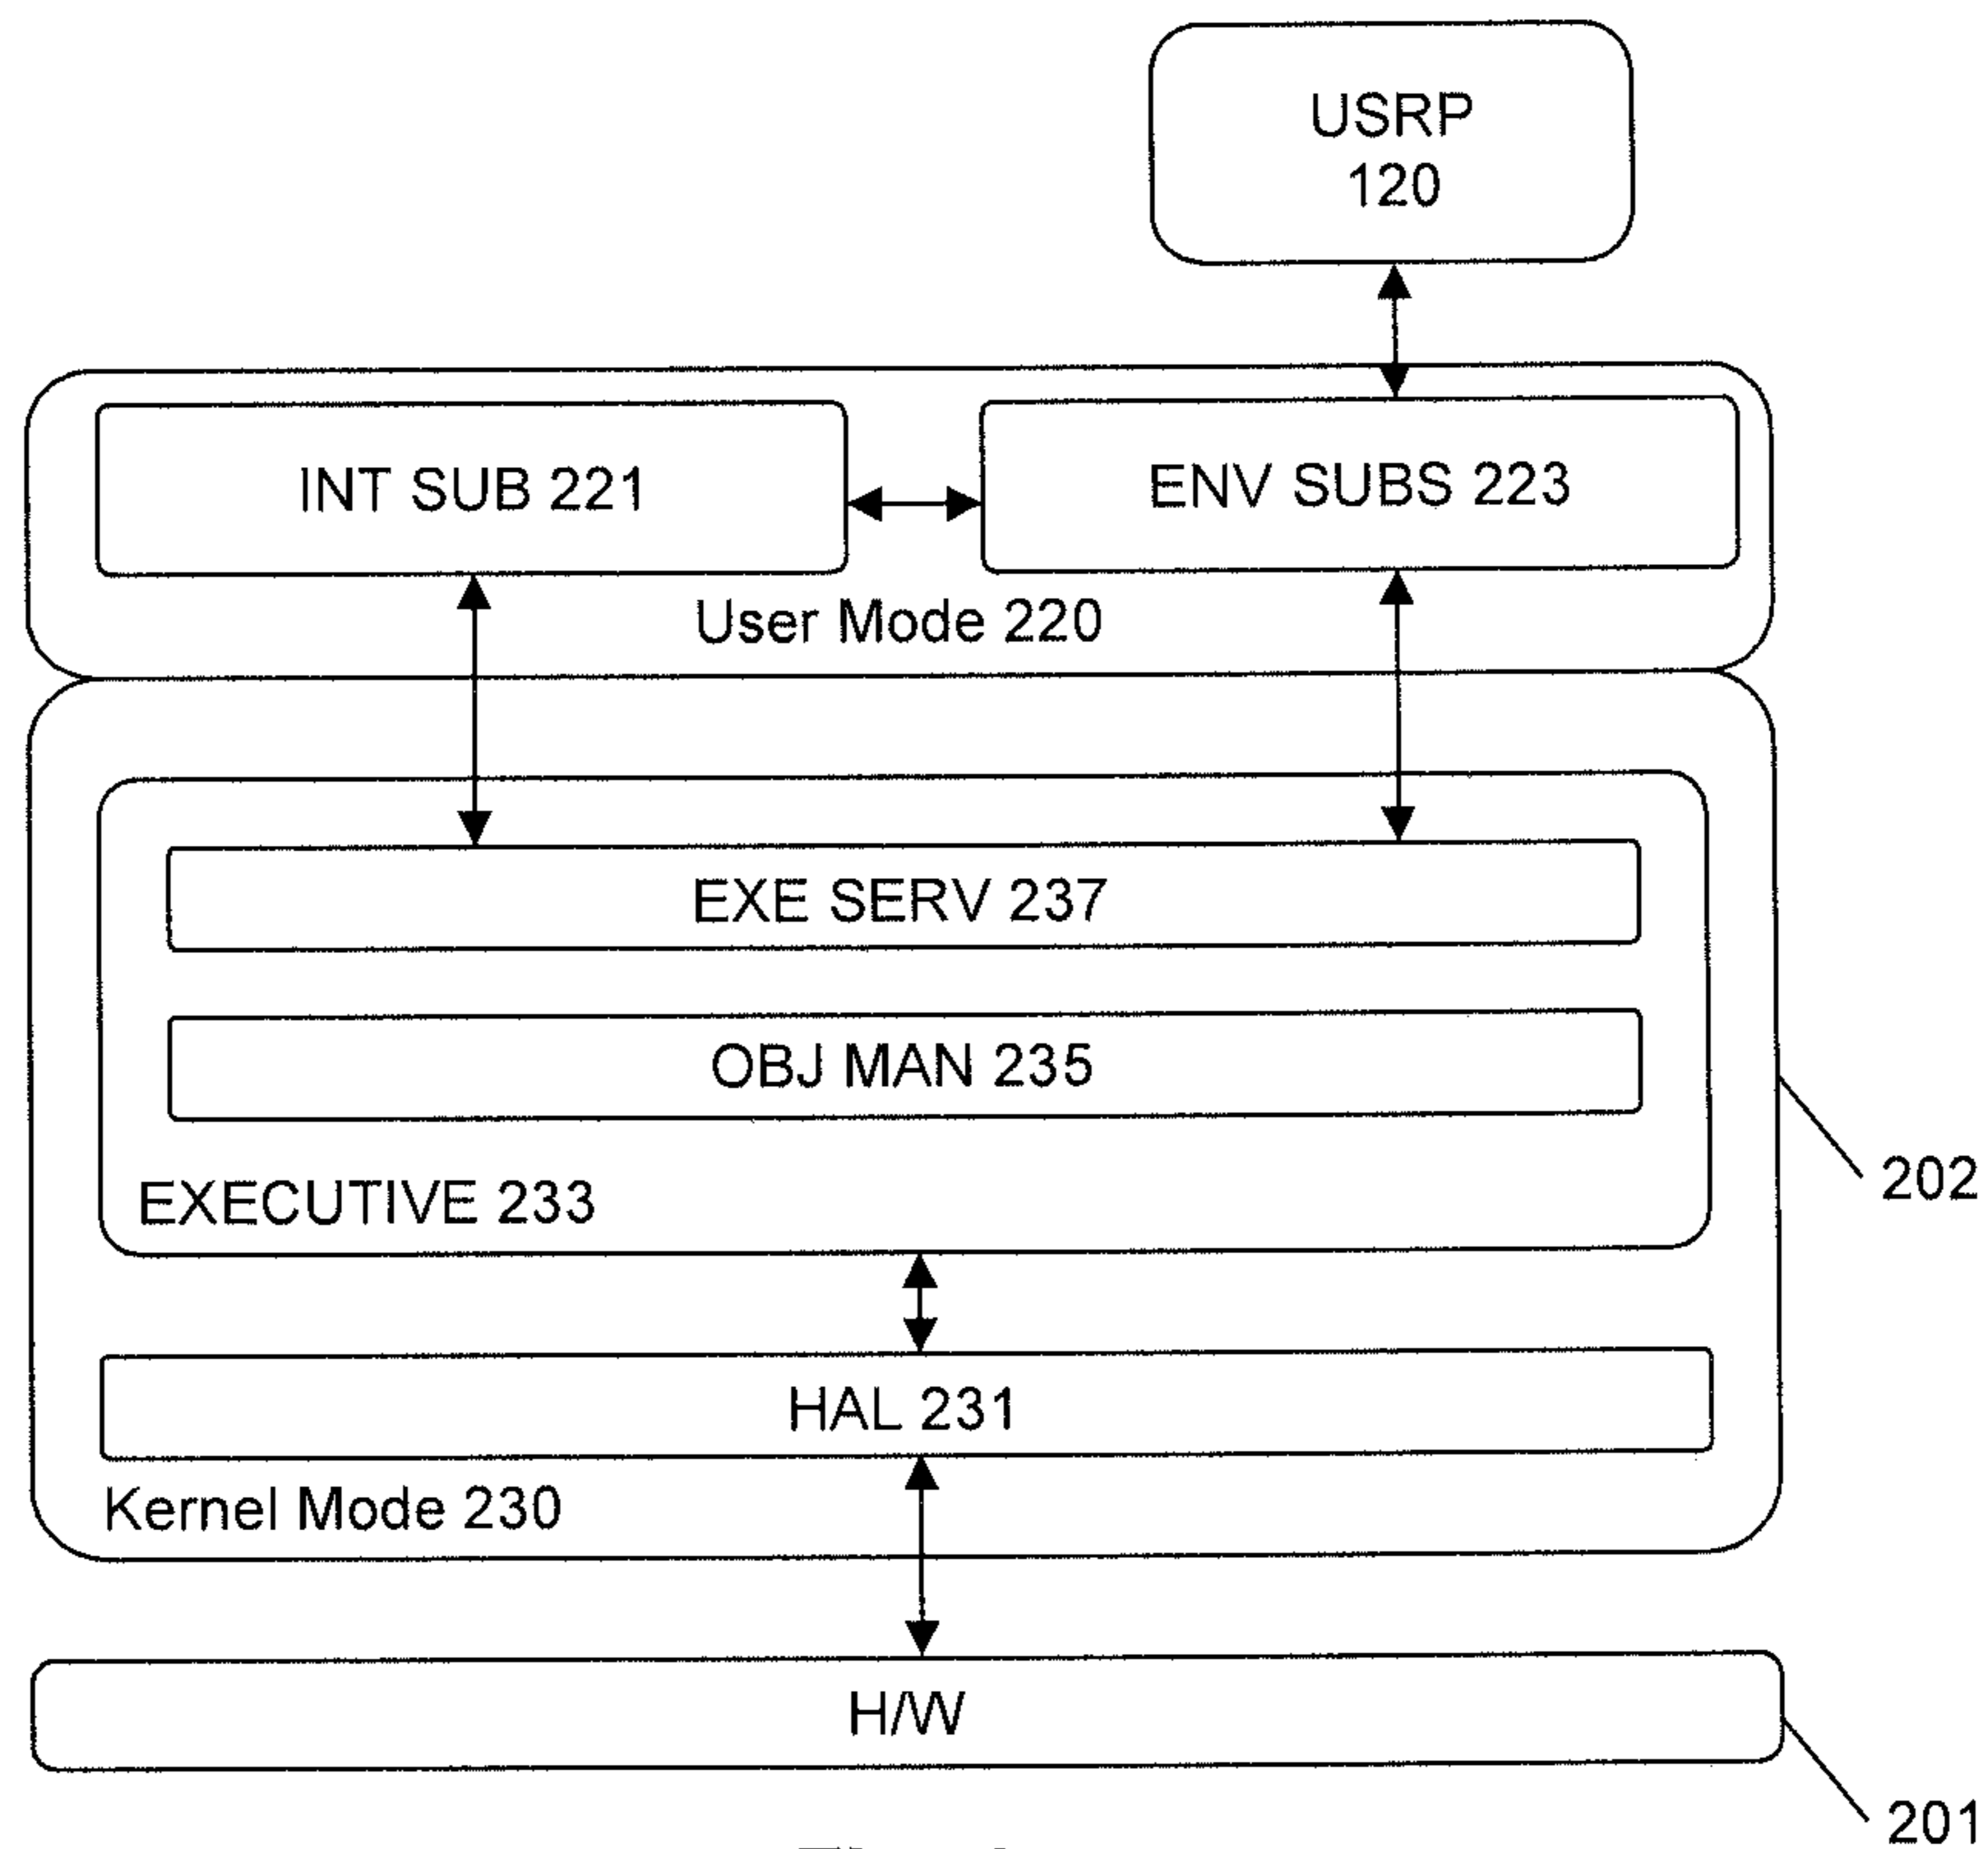 USRP
120
INT SUB 221
ENV SUBS 223
User Mode 220
EXE SERV 237
OBJ MAN 235
202
EXECUTIVE 233
HAL 231
Kernel Mode 230
H/W
201